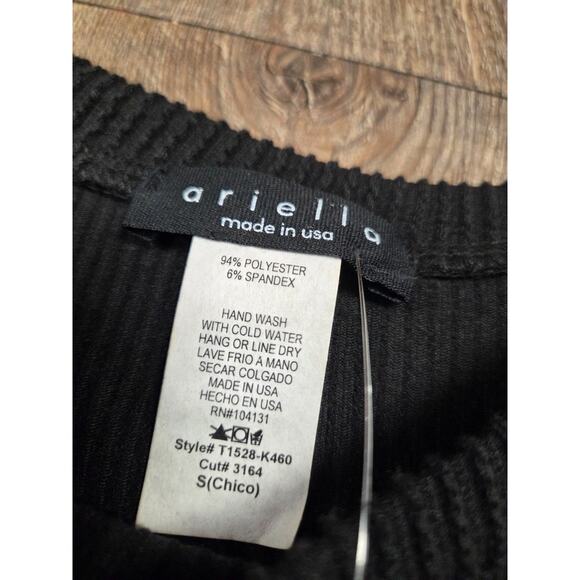 ariella
made in usa
94% POLYESTER
6% SPANDEX
HAND WASH
WITH COLD WATER
HANG OR LINE DRY
LAVE FRIO A MANO
SECAR COLGADO
MADE IN USA
HECHO EN USA
RN#104131
Style# T1528-K460
Cut# 3164
S(Chico)